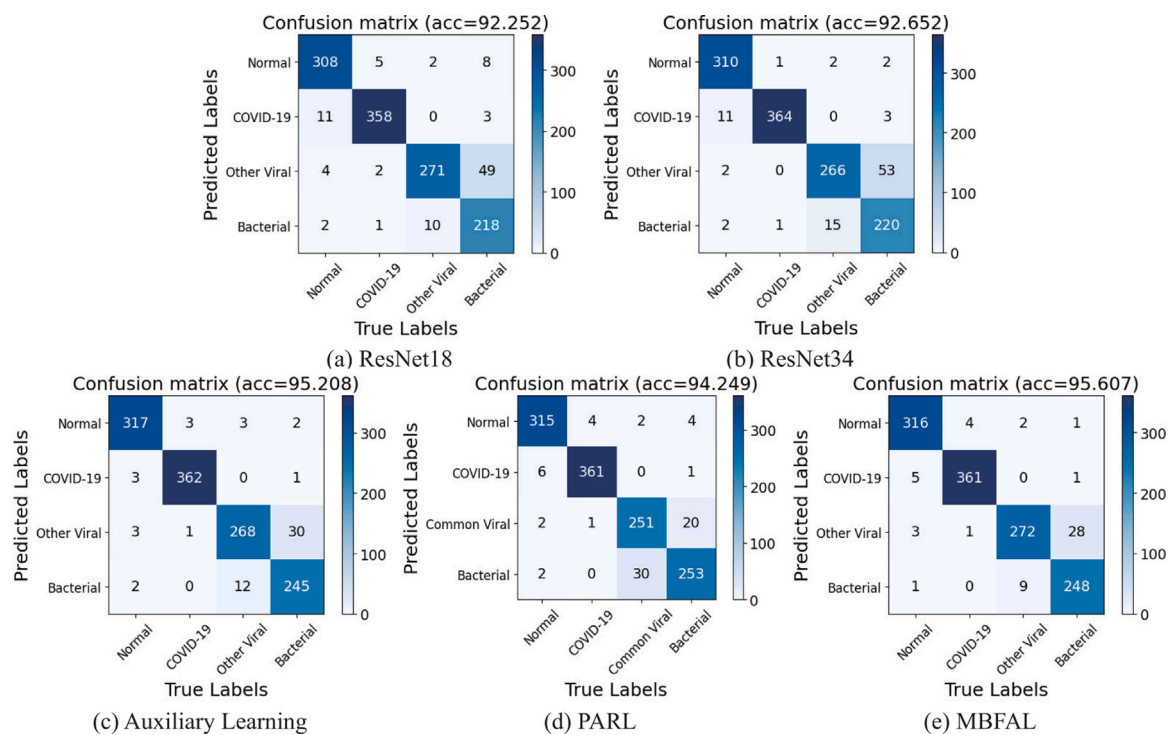 Confusion matrix (acc=92.252)
Predicted Labels
Normal 308 5 2 8
COVID-19 11 358 0 3
Other Viral 4 2 271 49
Bacterial 2 1 10 218
300
200
100
0
Normal COVID-19 Other Viral Bacterial
True Labels
(a) ResNet18
Confusion matrix (acc=92.652)
Predicted Labels
Normal 310 1 2 2
COVID-19 11 364 0 3
Other Viral 2 0 266 53
Bacterial 2 1 15 220
300
200
100
0
Normal COVID-19 Other Viral Bacterial
True Labels
(b) ResNet34
Confusion matrix (acc=95.208)
Predicted Labels
Normal 317 3 3 2
COVID-19 3 362 0 1
Other Viral 3 1 268 30
Bacterial 2 0 12 245
300
200
100
0
Normal COVID-19 Other Viral Bacterial
True Labels
(c) Auxiliary Learning
Confusion matrix (acc=94.249)
Predicted Labels
Normal 315 4 2 4
COVID-19 6 361 0 1
Common Viral 2 1 251 20
Bacterial 2 0 30 253
300
200
100
0
Normal COVID-19 Common Viral Bacterial
True Labels
(d) PARL
Confusion matrix (acc=95.607)
Predicted Labels
Normal 316 4 2 1
COVID-19 5 361 0 1
Other Viral 3 1 272 28
Bacterial 1 0 9 248
300
200
100
0
Normal COVID-19 Other Viral Bacterial
True Labels
(e) MBFAL